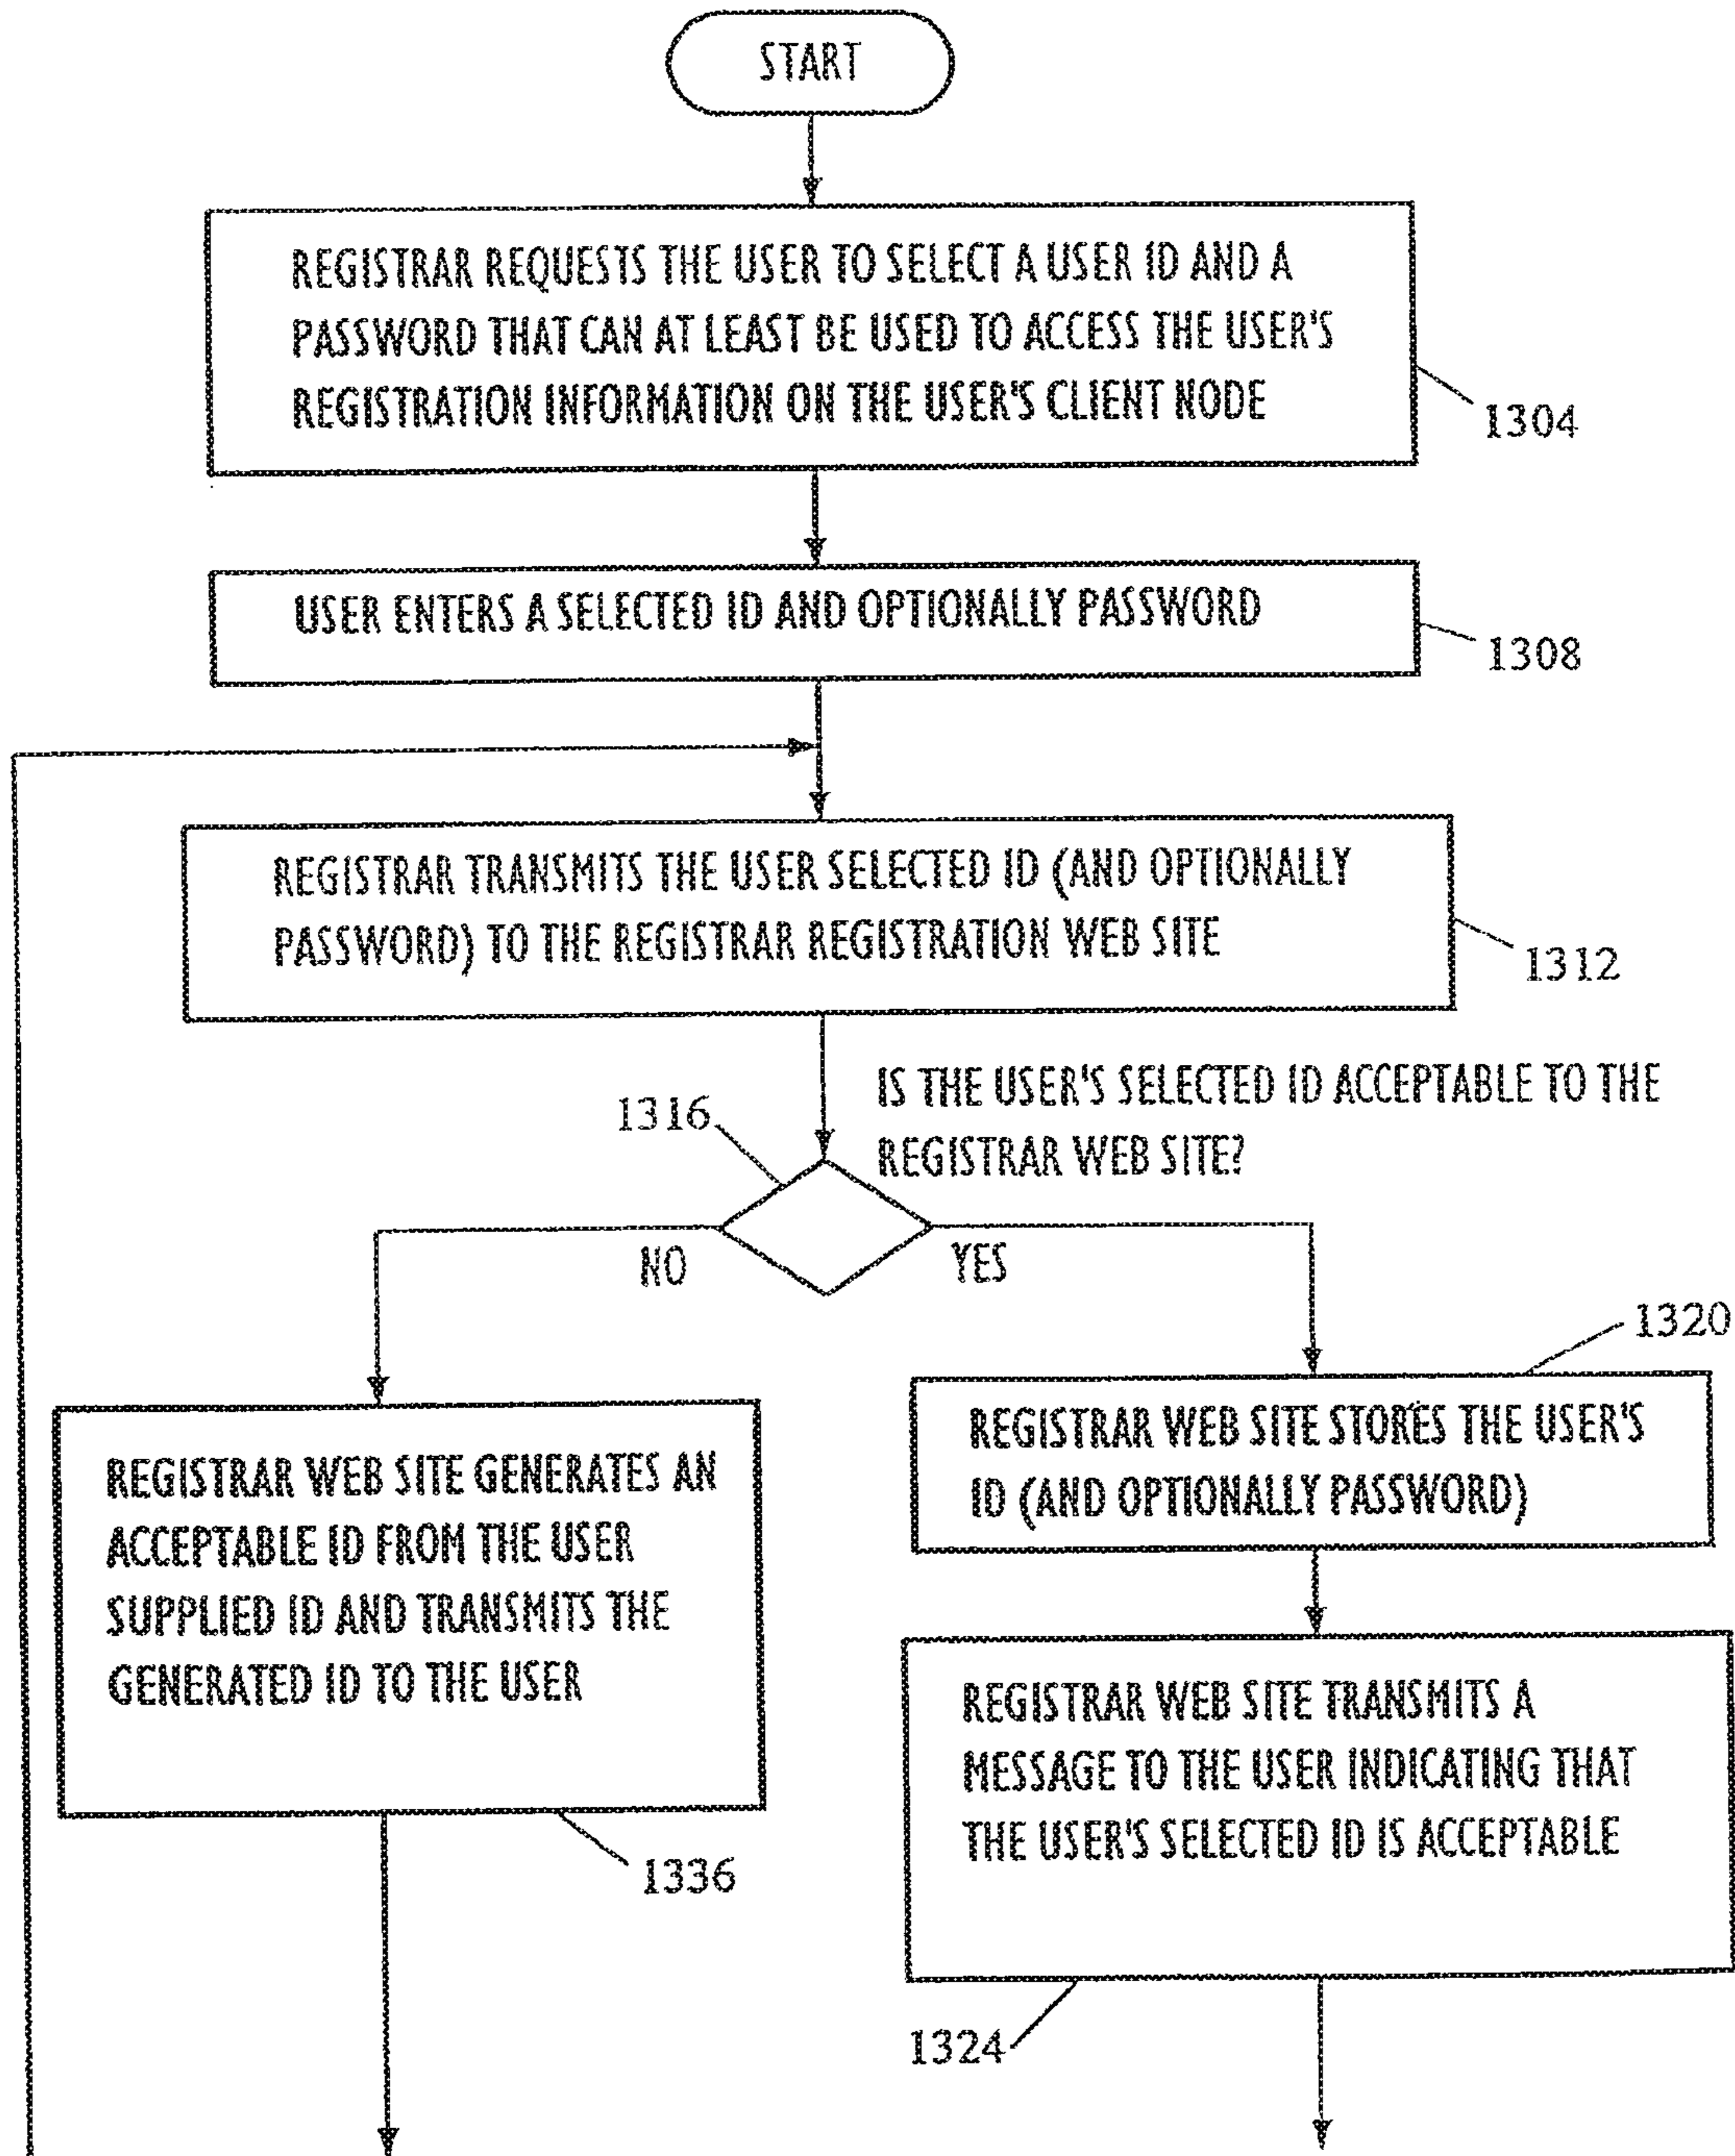 START
REGISTRAR REQUESTS THE USER TO SELECT A USER ID AND A
PASSWORD THAT CAN AT LEAST BE USED TO ACCESS THE USER'S
REGISTRATION INFORMATION ON THE USER'S CLIENT NODE
1304
USER ENTERS A SELECTED ID AND OPTIONALLY PASSWORD
1308
REGISTRAR TRANSMITS THE USER SELECTED ID (AND OPTIONALLY
PASSWORD) TO THE REGISTRAR REGISTRATION WEB SITE
1312
IS THE USER'S SELECTED ID ACCEPTABLE TO THE
REGISTRAR WEB SITE?
1316
NO
YES
1320
REGISTRAR WEB SITE STORES THE USER'S
ID (AND OPTIONALLY PASSWORD)
REGISTRAR WEB SITE GENERATES AN
ACCEPTABLE ID FROM THE USER
SUPPLIED ID AND TRANSMITS THE
GENERATED ID TO THE USER
1336
REGISTRAR WEB SITE TRANSMITS A
MESSAGE TO THE USER INDICATING THAT
THE USER'S SELECTED ID IS ACCEPTABLE
1324